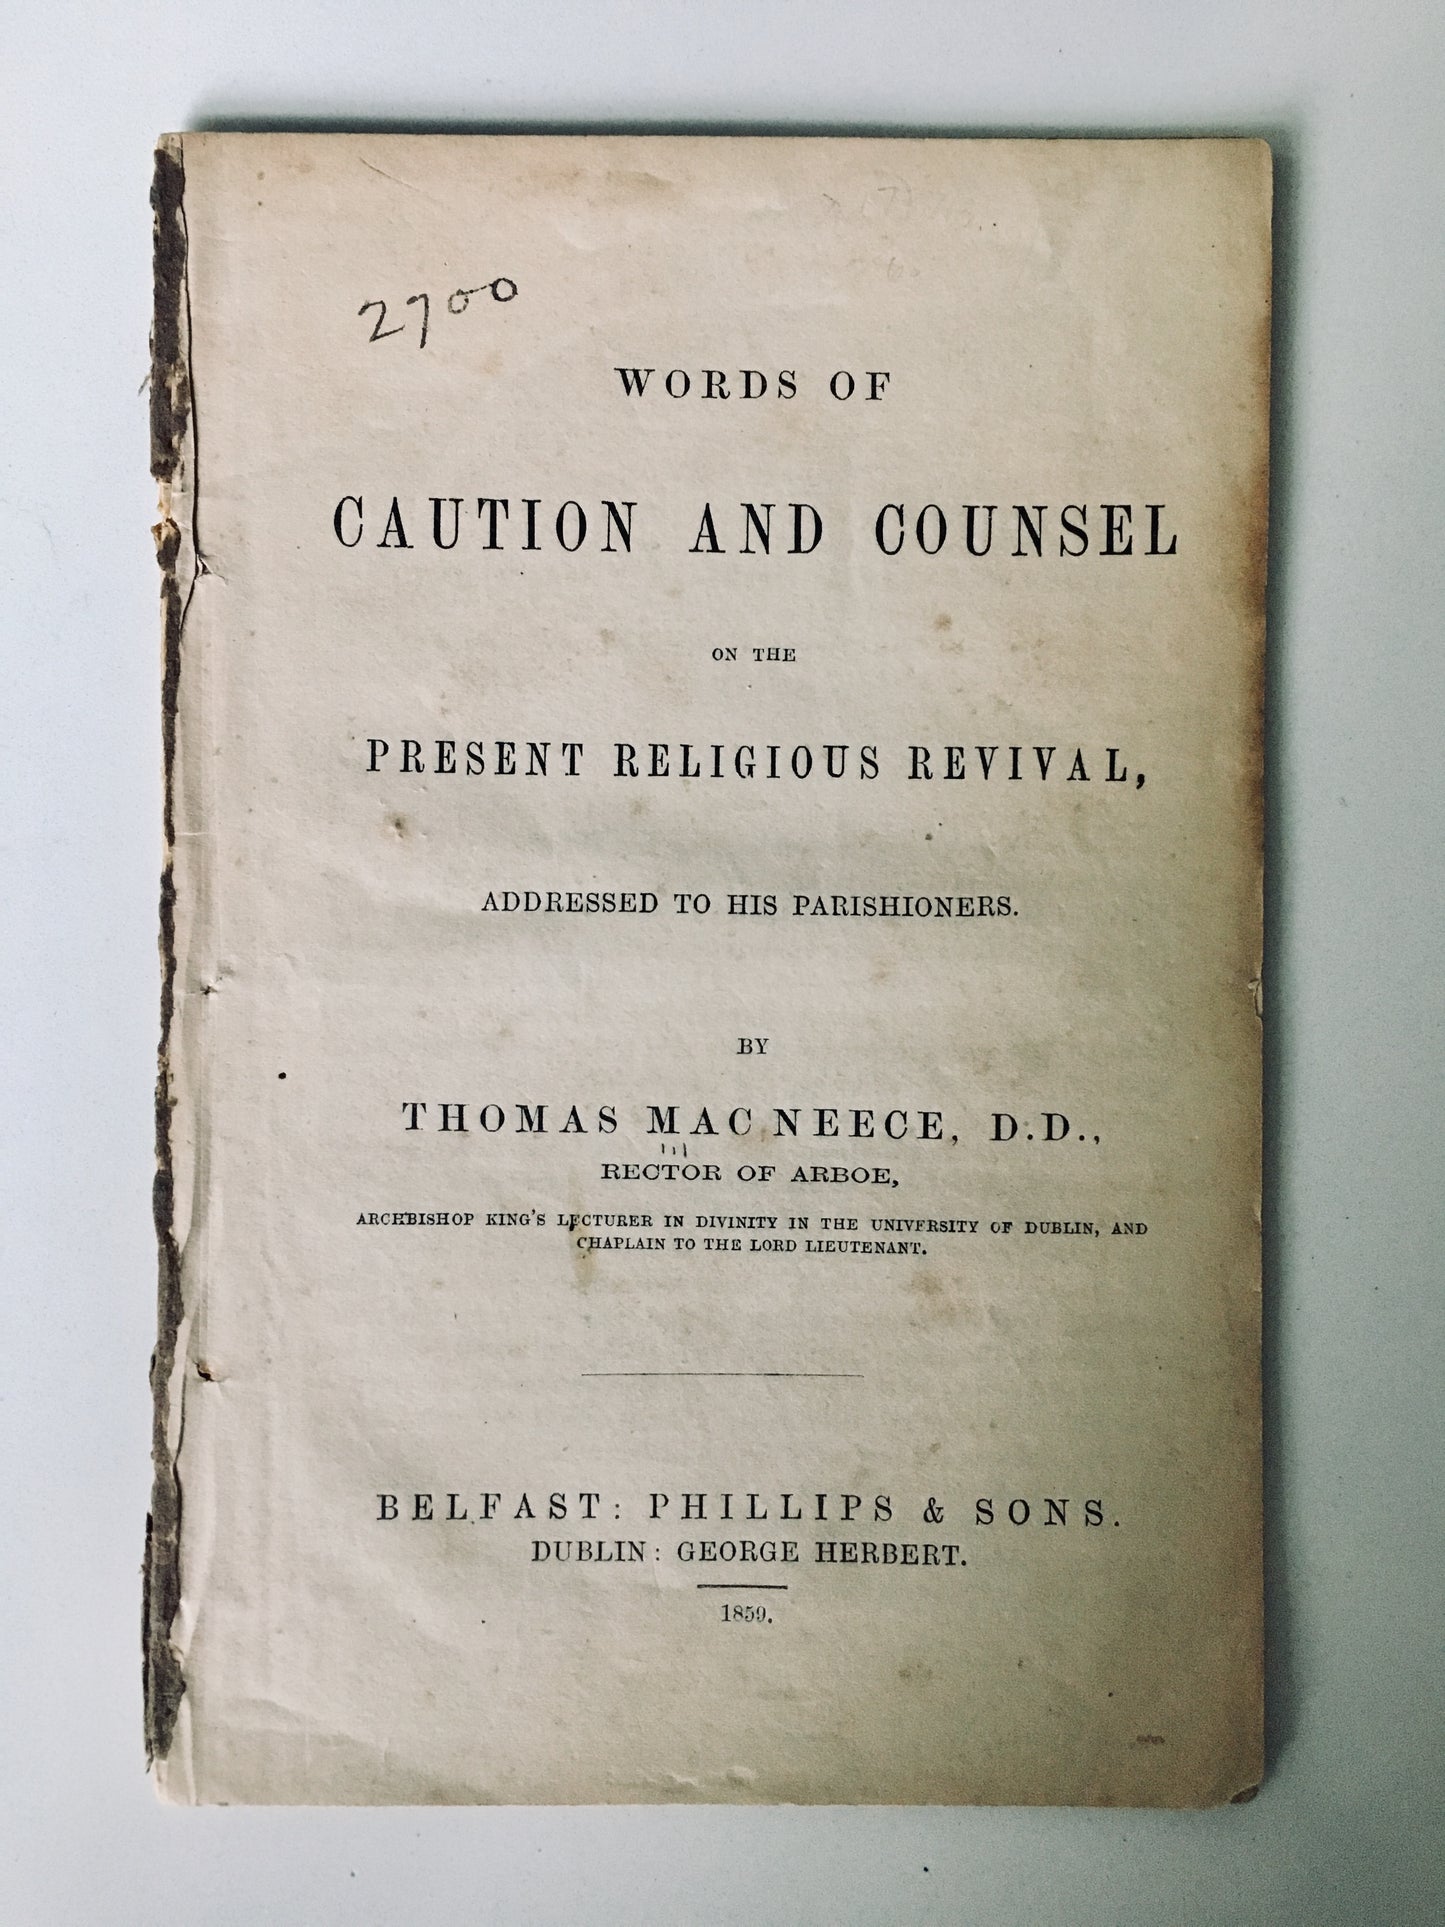 2700
WORDS OF
CAUTION AND COUNSEL
ON THE
PRESENT RELIGIOUS REVIVAL,
ADDRESSED TO HIS PARISHIONERS.
BY
THOMAS MAC NEECE, D.D.,
RECTOR OF ARBOE,
ARCHBISHOP KING'S LECTURER IN DIVINITY IN THE UNIVERSITY OF DUBLIN, AND
CHAPLAIN TO THE LORD LIEUTENANT.
BELFAST: PHILLIPS & SONS.
DUBLIN: GEORGE HERBERT.
1859.